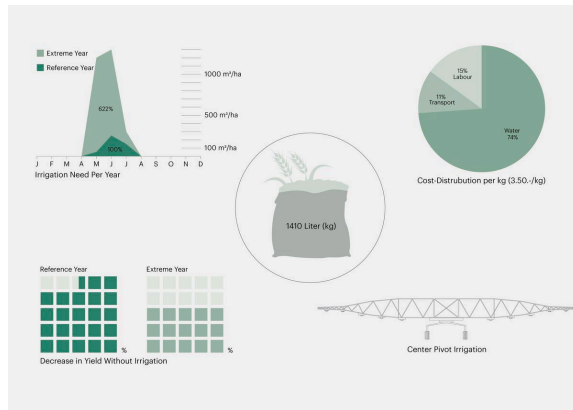 Extreme Year
Reference Year
622%
100%
1000 m³/ha
500 m³/ha
100 m³/ha
J F M A M J J A S O N D
Irrigation Need Per Year
15%
Labour
11%
Transport
Water
74%
Cost-Distrubution per kg (3.50.-/kg)
1410 Liter (kg)
Reference Year
Extreme Year
%
%
Decrease in Yield Without Irrigation
Center Pivot Irrigation